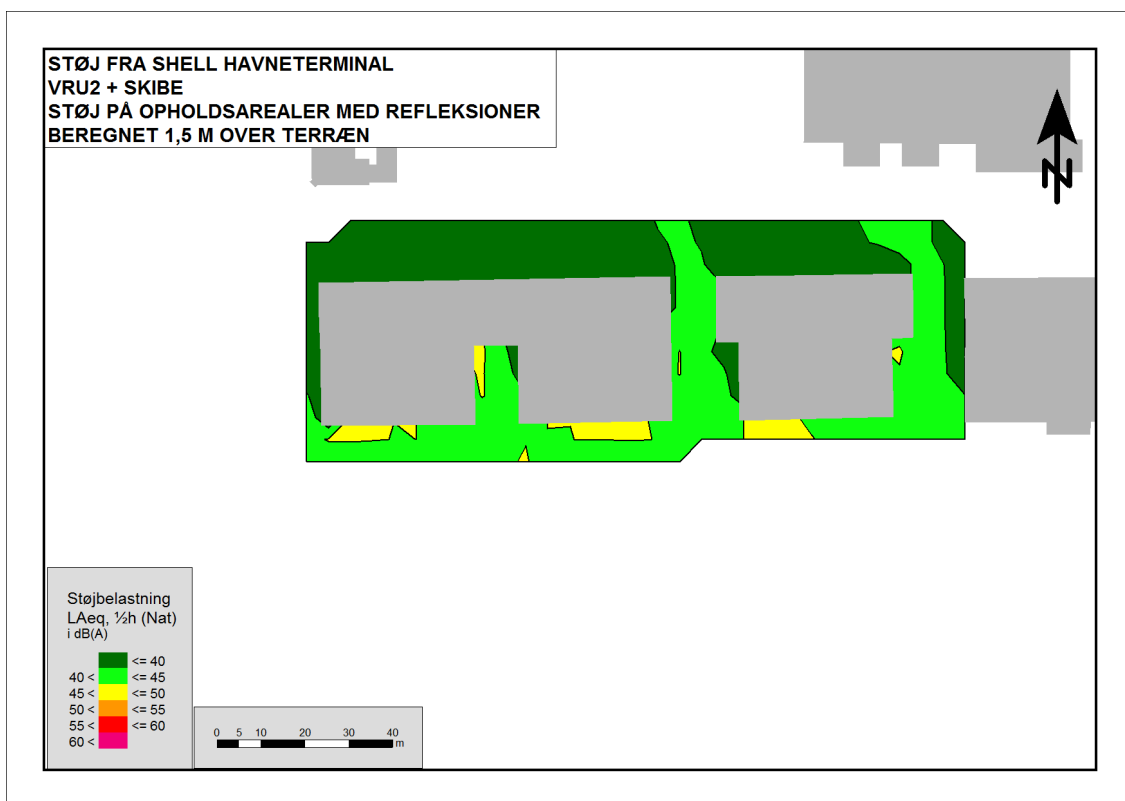 STØJ FRA SHELL HAVNETERMINAL
VRU2 + SKIBE
STØJ PÅ OPHOLDSAREALER MED REFLEKSIONER
BEREGNET 1,5 M OVER TERRÆN
N
Støjbelastning
LAeq, ½h (Nat)
i dB(A)
<= 40
40 < <= 45
45 < <= 50
50 < <= 55
55 < <= 60
60 <
0 5 10 20 30 40
m